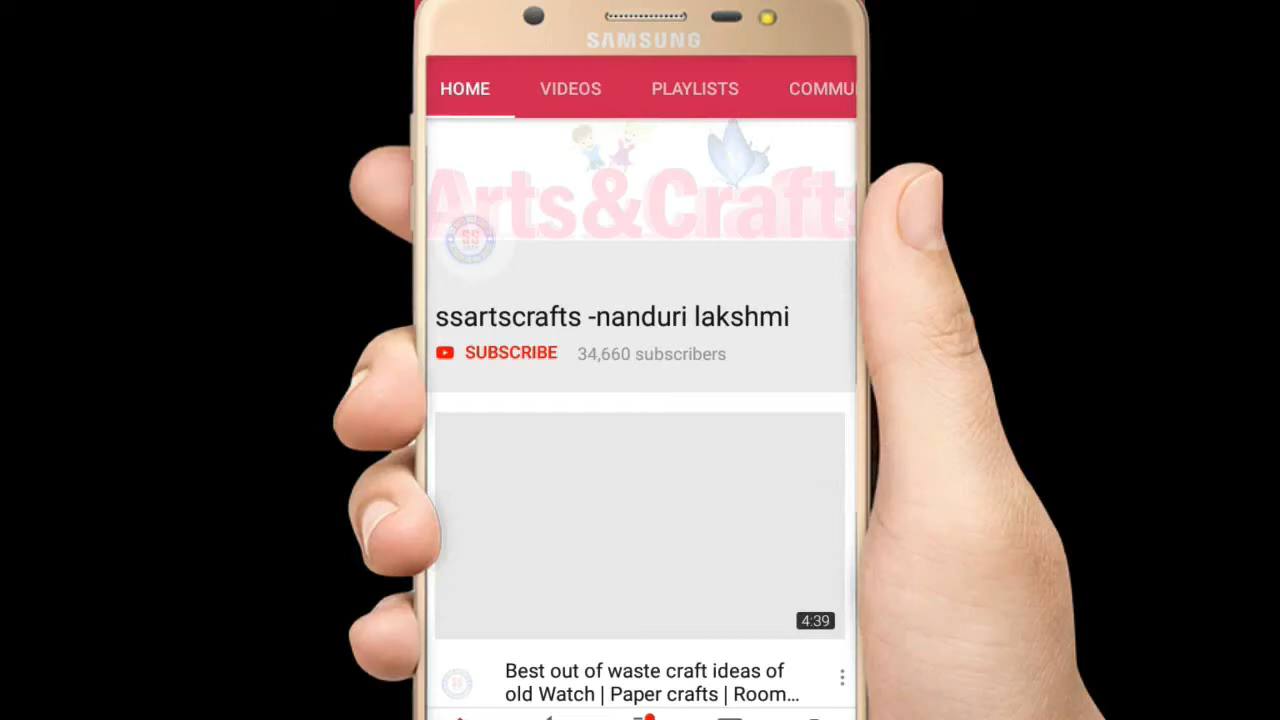 SAMSUNG
HOME VIDEOS PLAYLISTS COMMU
Arts&Crafts
SS
ssartscrafts -nanduri lakshmi
SUBSCRIBE 34,660 subscribers
4:39
Best out of waste craft ideas of
old Watch | Paper crafts | Room...